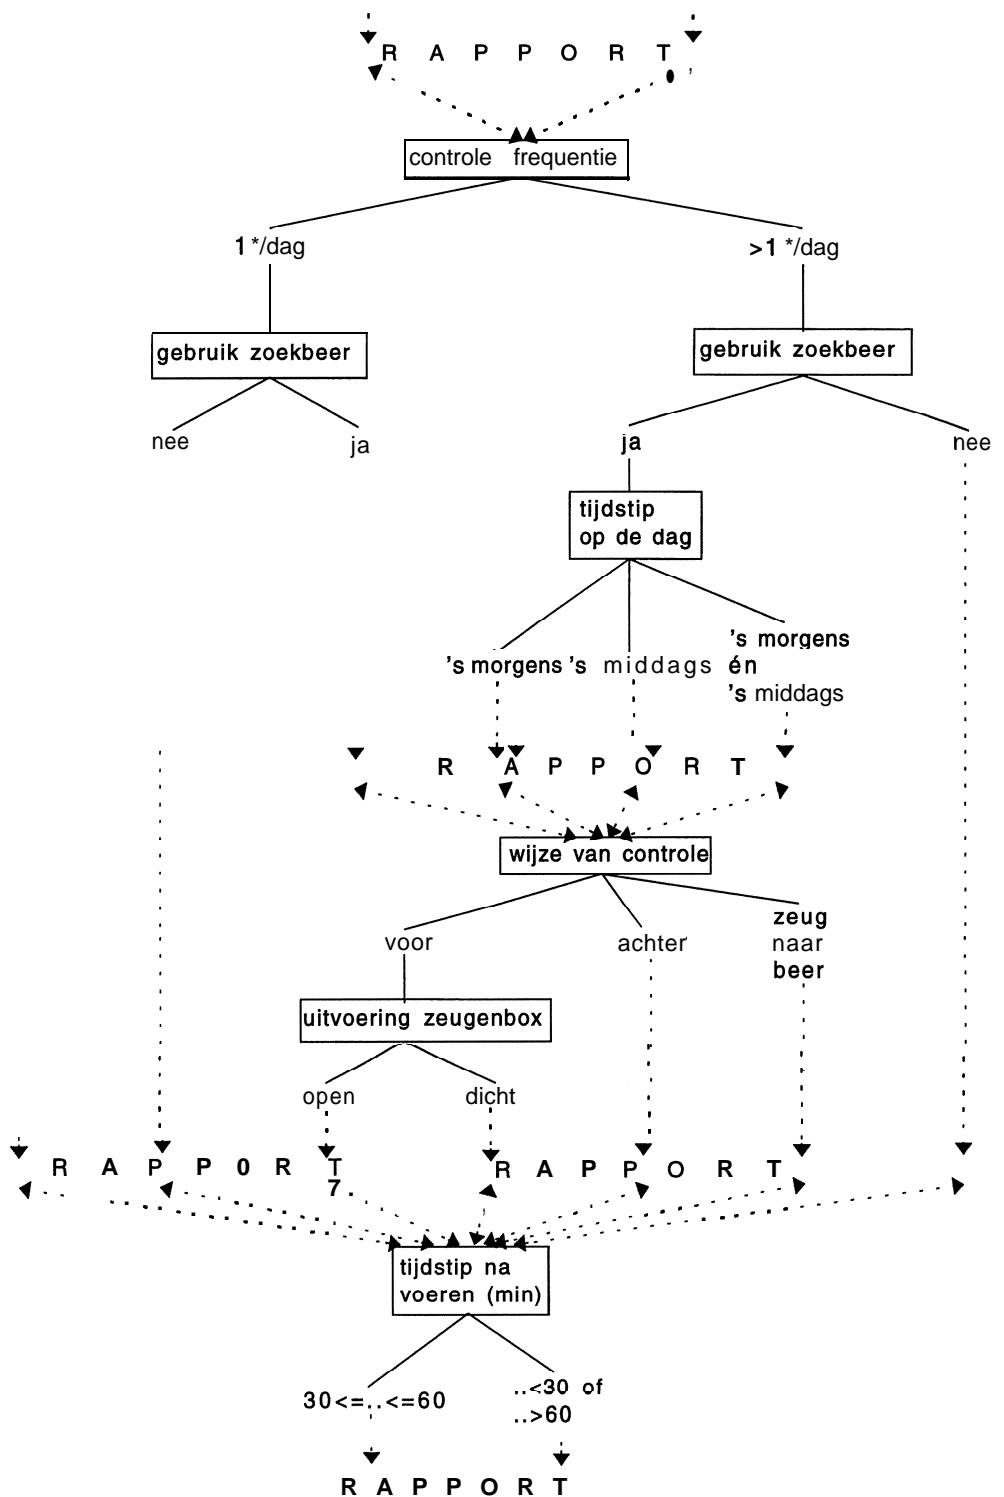 R A P P O R T
controle frequentie
1 */dag
>1 */dag
gebruik zoekbeer
gebruik zoekbeer
nee
ja
ja
nee
tijdstip
op de dag
's morgens
's middags
's morgens
én
's middags
R A P P O R T
wijze van controle
voor
achter
zeug
naar
beer
uitvoering zeugenbox
open
dicht
R A P P 0 R T
7.
R A P P O R T
tijdstip na
voeren (min)
30<=..<=60
..<30 of
..>60
R A P P O R T